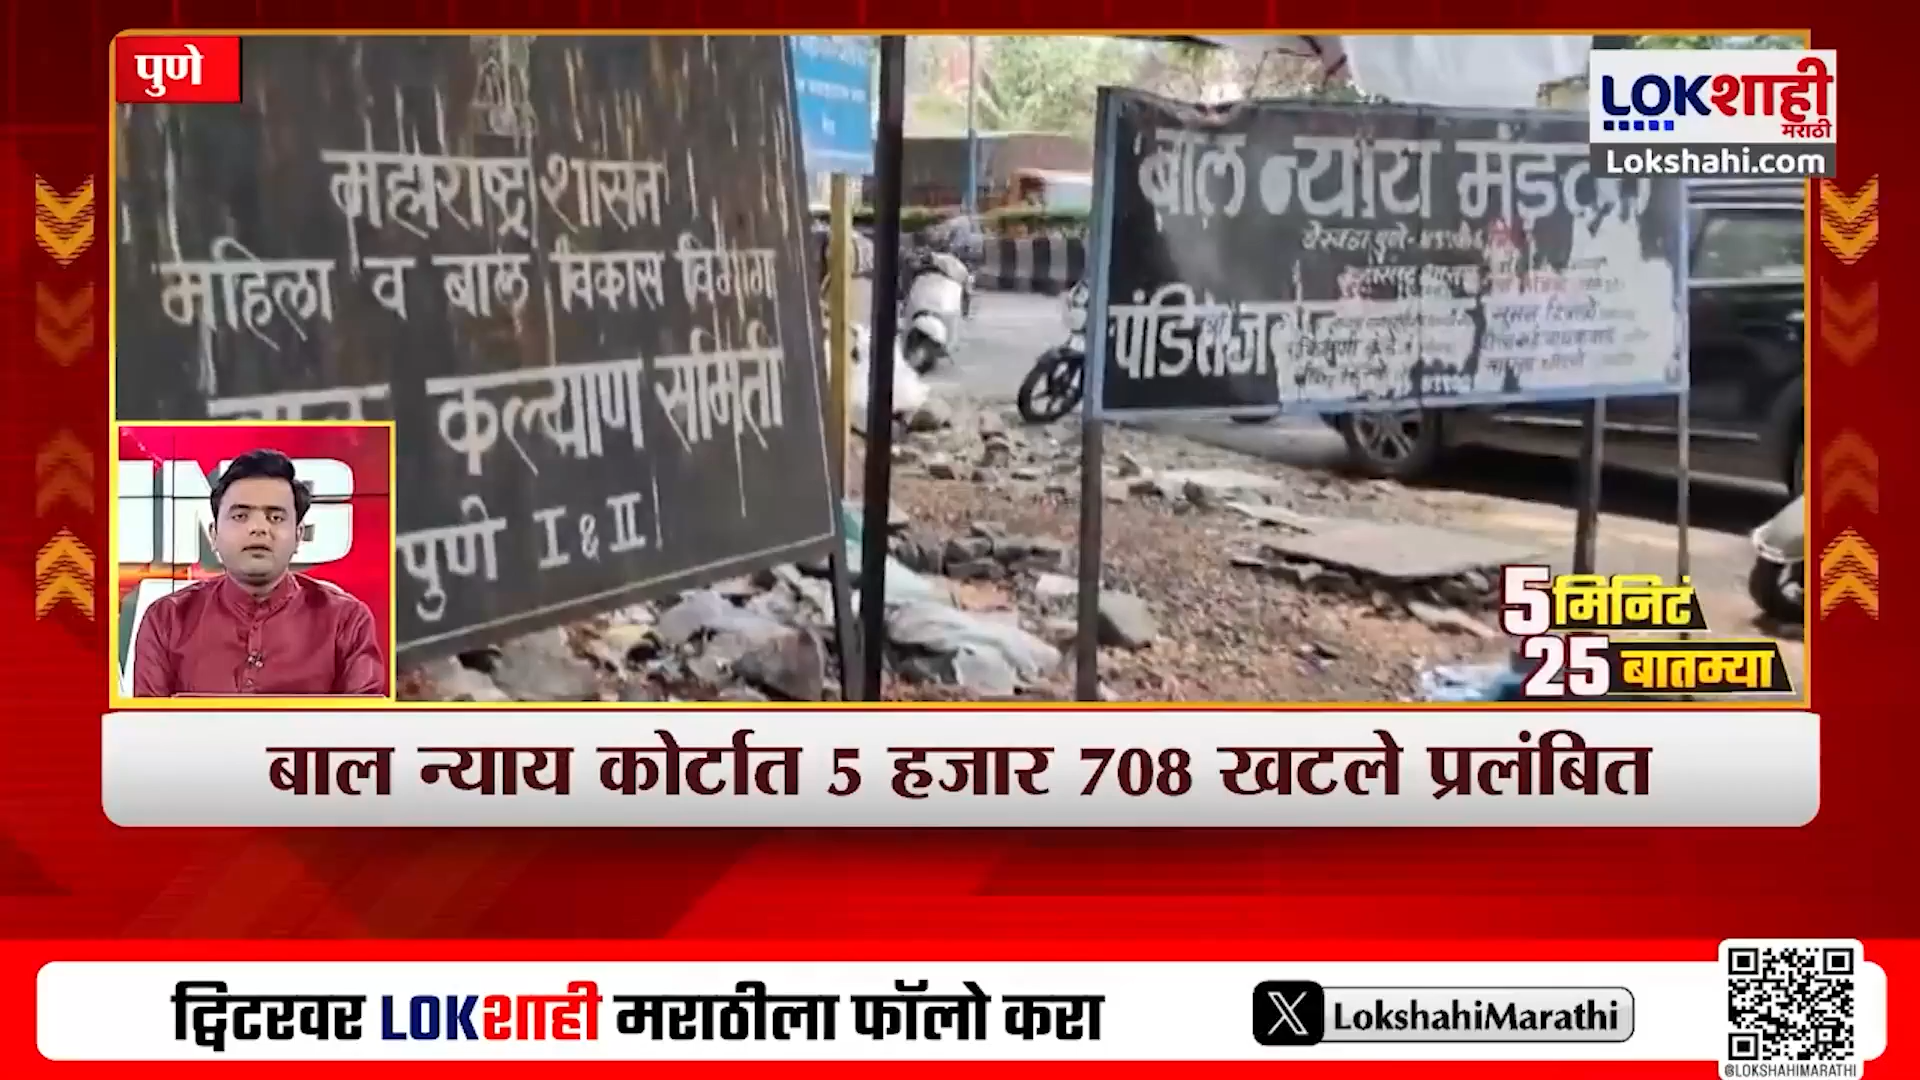 पुणे
LOKशाही
मराठी
Lokshahi.com
महाराष्ट्र शासन
महिला व बाल विकास विभाग
कल्याण समिती
पुणे I & II
बाल न्याय मंडळ
येरवडा पुणे-
5 मिनिटं
25 बातम्या
बाल न्याय कोर्टात 5 हजार 708 खटले प्रलंबित
ट्विटरवर LOKशाही मराठीला फॉलो करा
X LokshahiMarathi
@LOKSHAHIMARATHI